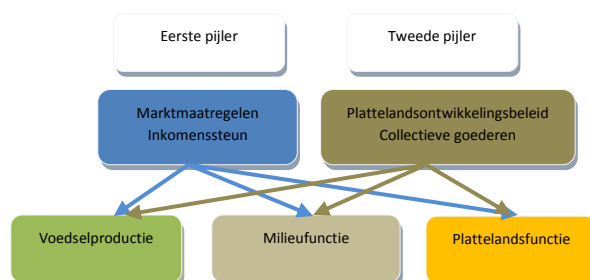 Eerste pijler
Tweede pijler
Marktmaatregelen
Inkomenssteun
Plattelandsontwikkelingsbeleid
Collectieve goederen
Voedselproductie
Milieufunctie
Plattelandsfunctie